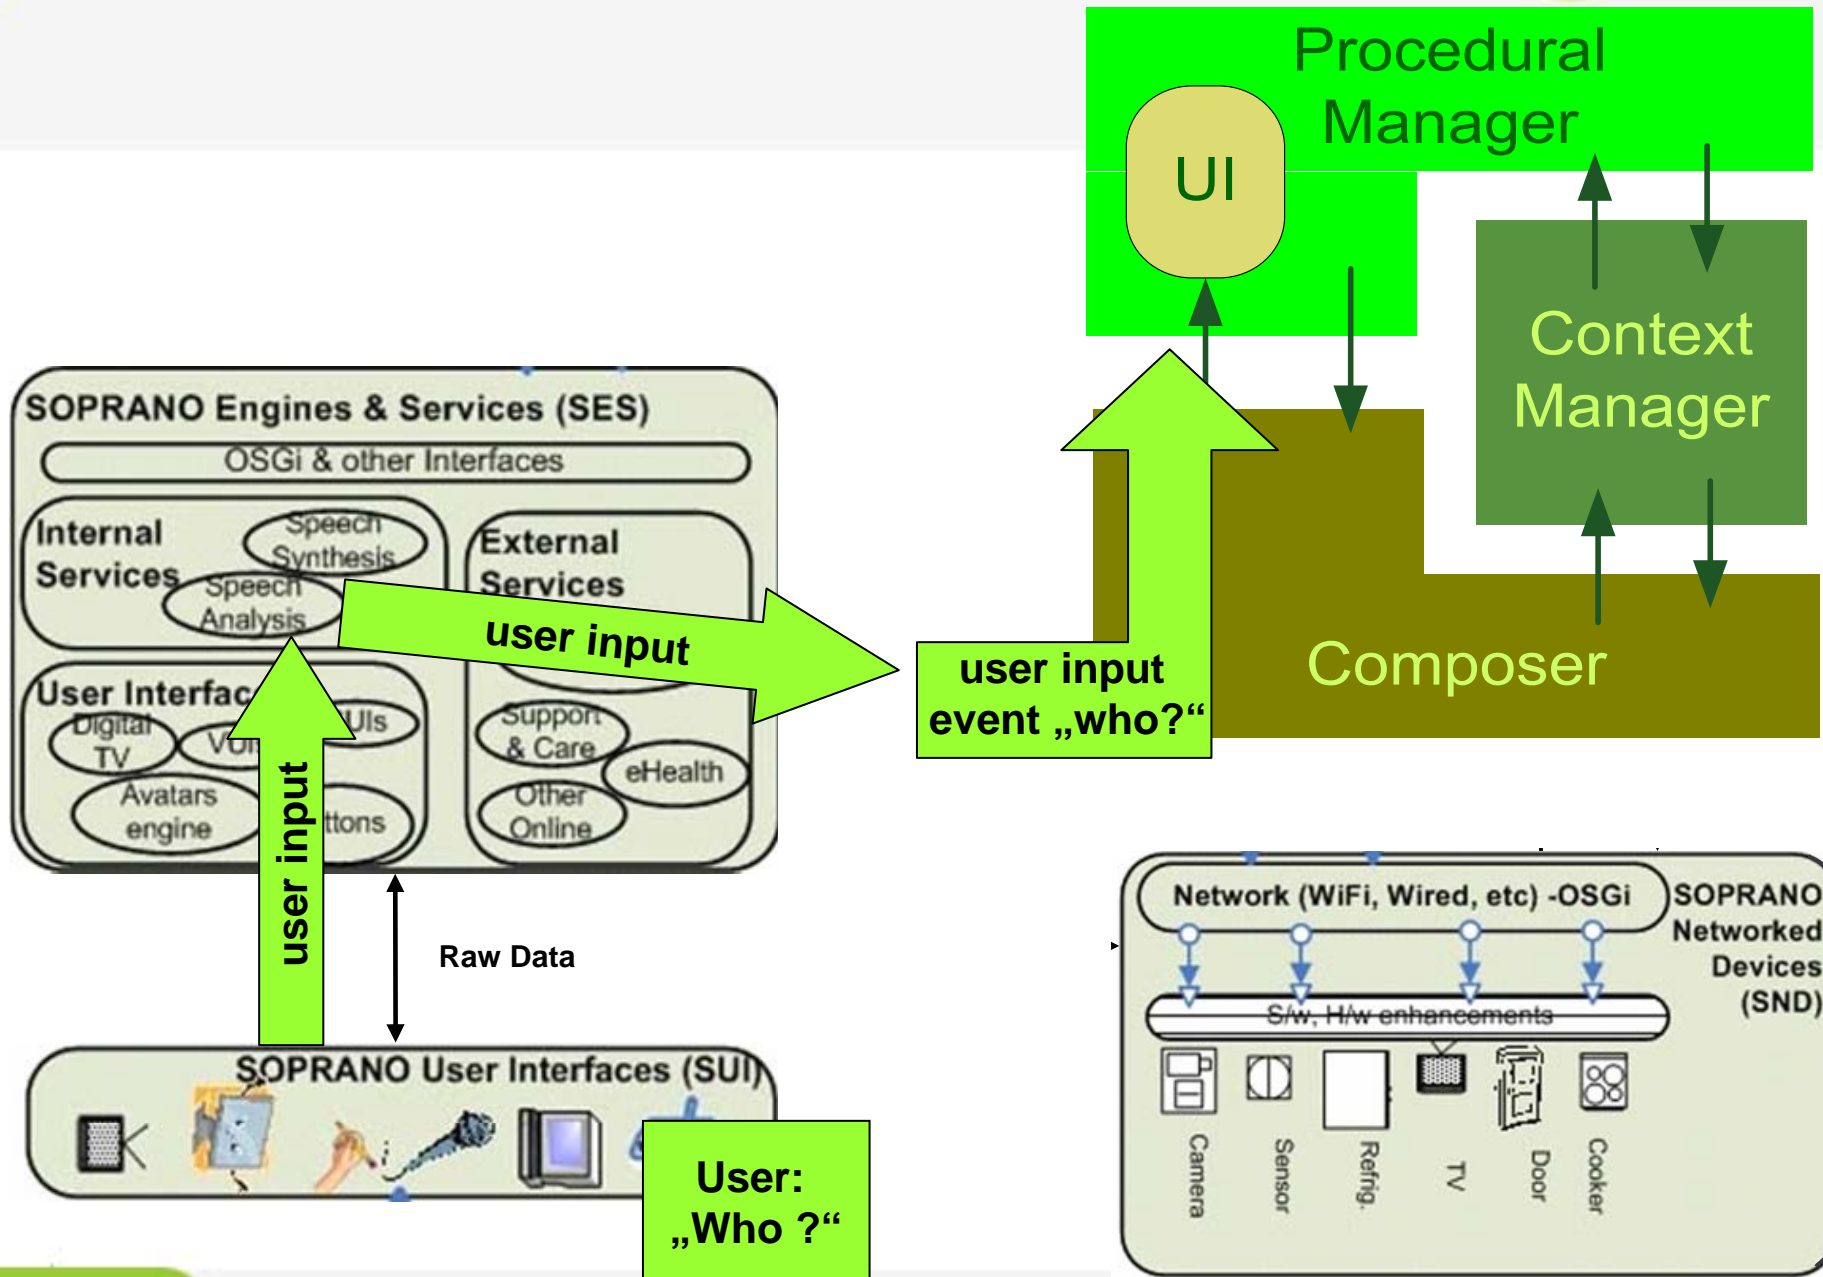 Procedural
Manager
UI
Context
Manager
Composer
SOPRANO Engines & Services (SES)
OSGi & other Interfaces
Internal
Services
Speech
Synthesis
Speech
Analysis
External
Services
user input
user input
event „who?“
User Interfac
Digital
TV
VUIs
UIs
Avatars
engine
ttons
Support
& Care
eHealth
Other
Online
user input
Raw Data
SOPRANO User Interfaces (SUI)
User:
„Who ?“
Network (WiFi, Wired, etc) -OSGi
SOPRANO
Networked
Devices
(SND)
S/w, H/w enhancements
Camera
Sensor
Refrig.
TV
Door
Cooker